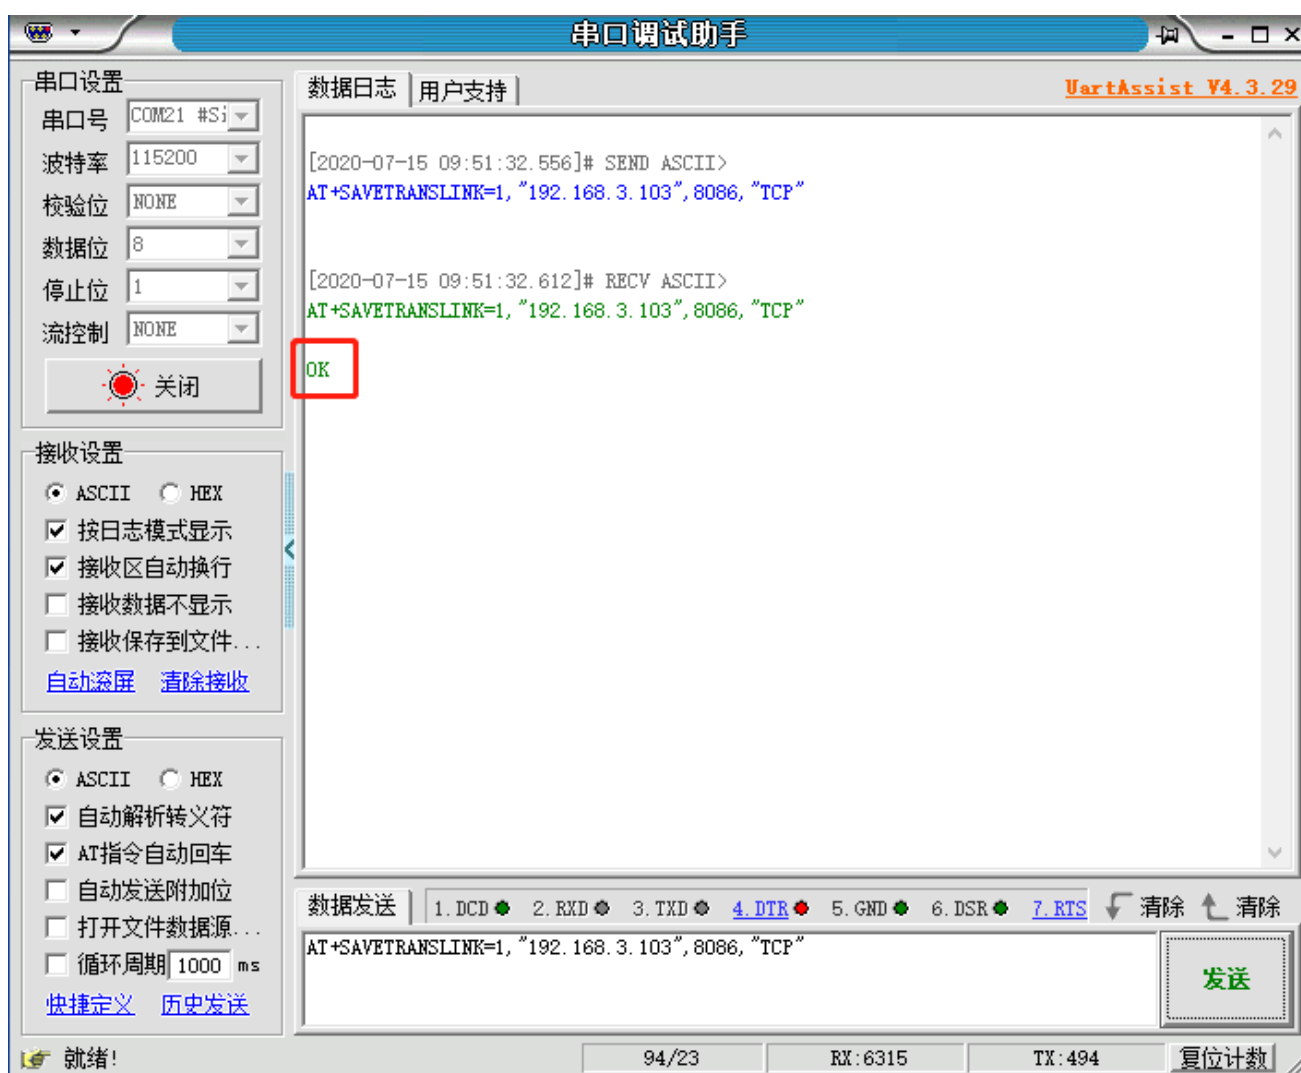 串口调试助手
串口设置
串口号 COM21 #Si
波特率 115200
校验位 NONE
数据位 8
停止位 1
流控制 NONE
关闭
接收设置
ASCII HEX
按日志模式显示
接收区自动换行
接收数据不显示
接收保存到文件...
自动滚屏 清除接收
发送设置
ASCII HEX
自动解析转义符
AT指令自动回车
自动发送附加位
打开文件数据源...
循环周期 1000 ms
快捷定义 历史发送
数据日志 用户支持 UartAssist V4.3.29
[2020-07-15 09:51:32.556]# SEND ASCII>
AT+SAVETRANSLINK=1,"192.168.3.103",8086,"TCP"
[2020-07-15 09:51:32.612]# RECV ASCII>
AT+SAVETRANSLINK=1,"192.168.3.103",8086,"TCP"
OK
数据发送 1.DCD 2.RXD 3.TXD 4.DTR 5.GND 6.DSR 7.RTS 清除 清除
AT+SAVETRANSLINK=1,"192.168.3.103",8086,"TCP"
发送
就绪! 94/23 RX:6315 TX:494 复位计数